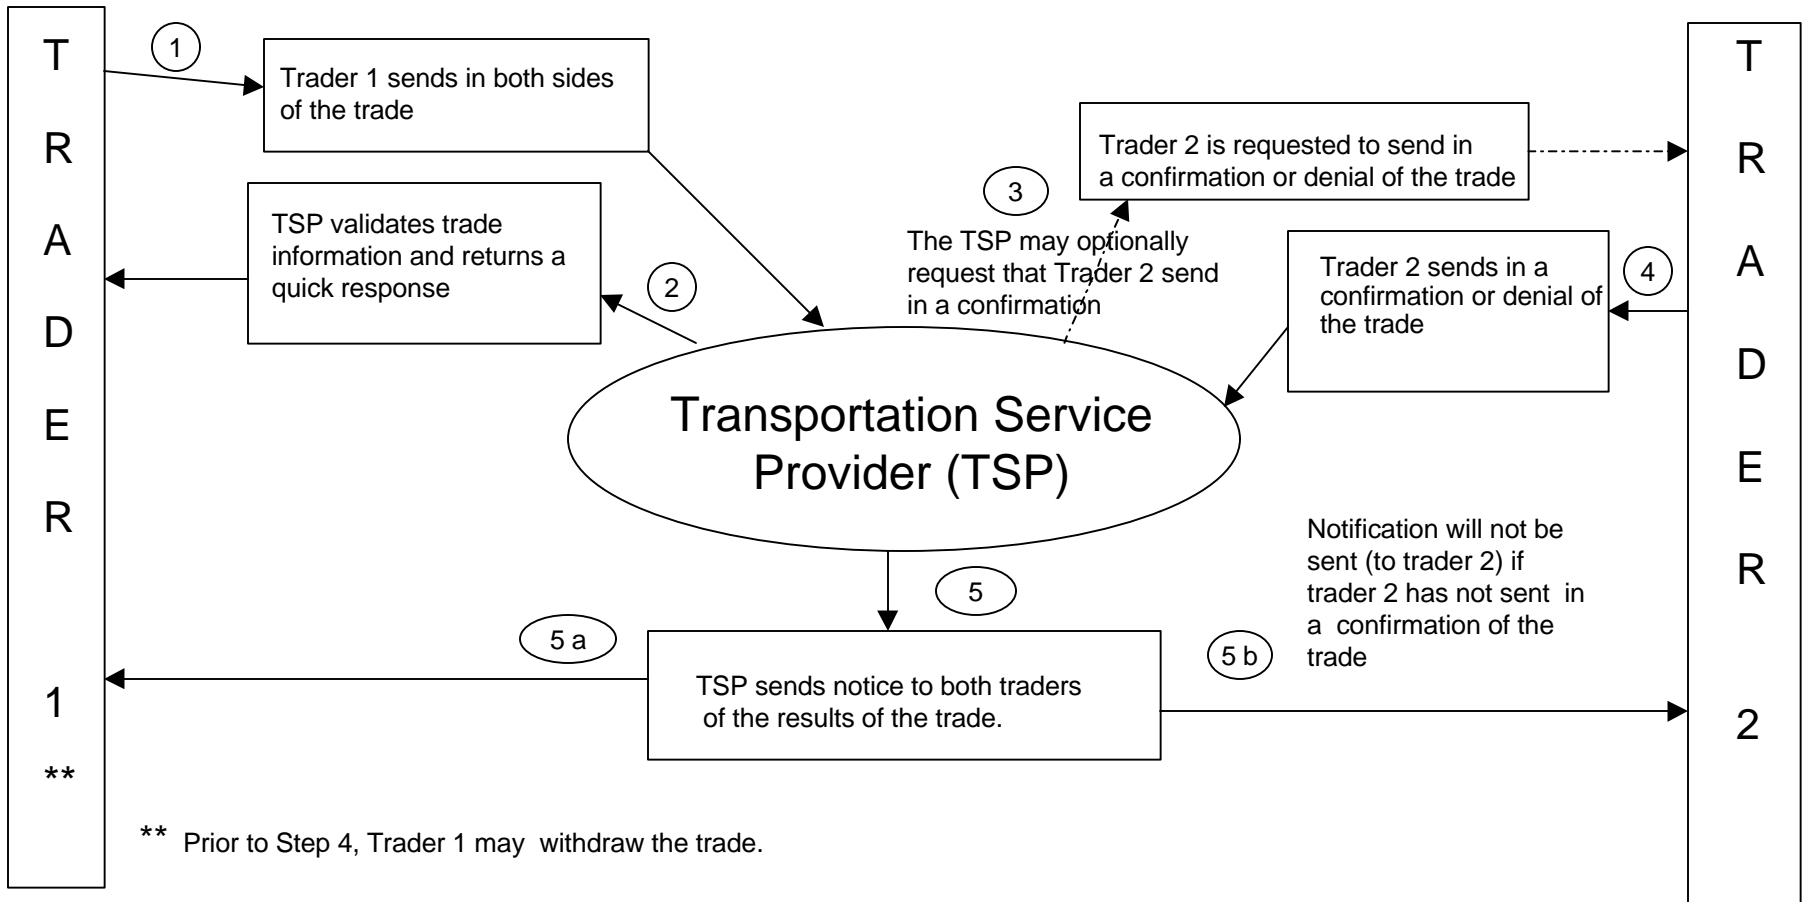 TRADER 1 **
1
Trader 1 sends in both sides
of the trade
TSP validates trade
information and returns a
quick response
2
3
The TSP may optionally
request that Trader 2 send
in a confirmation
Trader 2 is requested to send in
a confirmation or denial of the trade
Trader 2 sends in a
confirmation or denial of
the trade
4
TRADER 2
Transportation Service
Provider (TSP)
5
5 a
TSP sends notice to both traders
of the results of the trade.
5 b
Notification will not be
sent (to trader 2) if
trader 2 has not sent in
a confirmation of the
trade
** Prior to Step 4, Trader 1 may withdraw the trade.